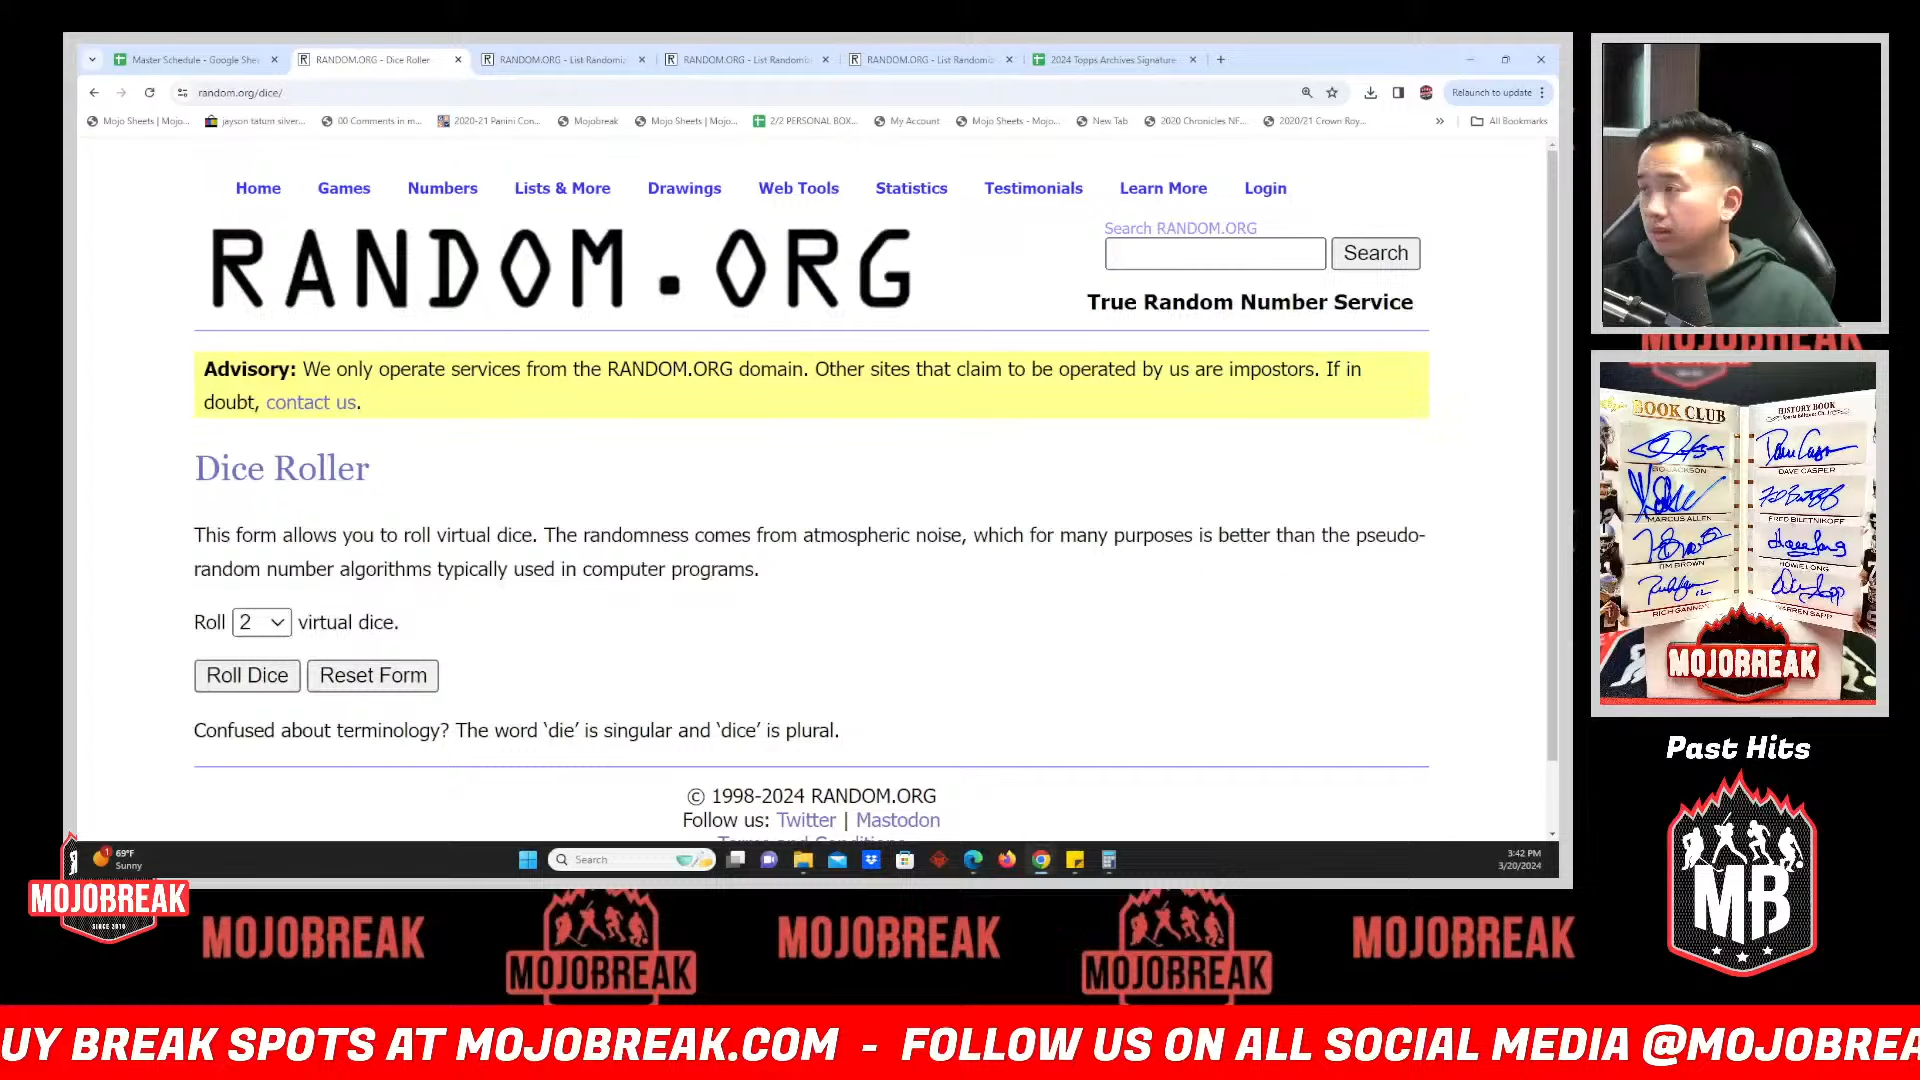 Master Schedule - Google She
RANDOM.ORG - Dice Roller
RANDOM.ORG - List Randomiz
RANDOM.ORG - List Randomiz
RANDOM.ORG - List Randomiz
2024 Topps Archives Signature
random.org/dice/
Relaunch to update
Mojo Sheets | Mojo...
jayson tatum silver...
00 Comments in m...
2020-21 Panini Con...
Mojobreak
Mojo Sheets | Mojo...
2/2 PERSONAL BOX...
My Account
Mojo Sheets - Mojo...
New Tab
2020 Chronicles NF...
2020/21 Crown Roy...
All Bookmarks
Home Games Numbers Lists & More Drawings Web Tools Statistics Testimonials Learn More Login
RANDOM.ORG
Search RANDOM.ORG
Search
True Random Number Service
Advisory: We only operate services from the RANDOM.ORG domain. Other sites that claim to be operated by us are impostors. If in
doubt, contact us.
Dice Roller
This form allows you to roll virtual dice. The randomness comes from atmospheric noise, which for many purposes is better than the pseudo-
random number algorithms typically used in computer programs.
Roll 2 virtual dice.
Roll Dice Reset Form
Confused about terminology? The word ‘die’ is singular and ‘dice’ is plural.
© 1998-2024 RANDOM.ORG
Follow us: Twitter | Mastodon
Terms and Conditions
1
69°F
Sunny
Search
3:42 PM
3/20/2024
BOOK CLUB
HISTORY BOOK
BO JACKSON
DAVE CASPER
MARCUS ALLEN
FRED BILETNIKOFF
TIM BROWN
HOWIE LONG
RICH GANNON
WARREN SAPP
MOJOBREAK
Past Hits
MB
MOJOBREAK
SINCE 2010
MOJOBREAK
MOJOBREAK
MOJOBREAK
MOJOBREAK
MOJOBREAK
UY BREAK SPOTS AT MOJOBREAK.COM - FOLLOW US ON ALL SOCIAL MEDIA @MOJOBREA